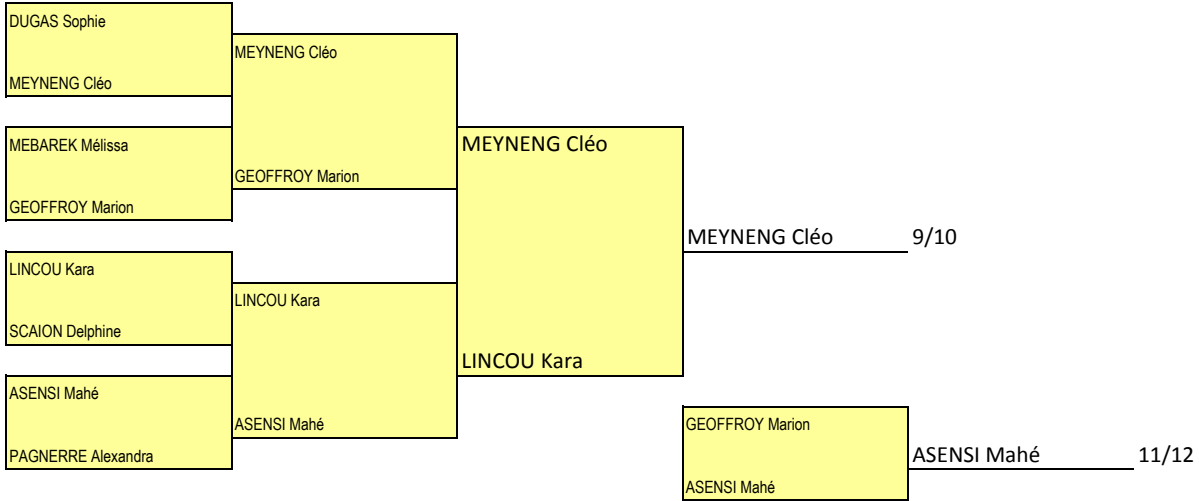 DUGAS Sophie
MEYNENG Cléo
MEYNENG Cléo
MEBAREK Mélissa
MEYNENG Cléo
GEOFFROY Marion
GEOFFROY Marion
MEYNENG Cléo 9/10
LINCOU Kara
LINCOU Kara
SCAION Delphine
LINCOU Kara
ASENSI Mahé
ASENSI Mahé
GEOFFROY Marion
PAGNERRE Alexandra
ASENSI Mahé 11/12
ASENSI Mahé